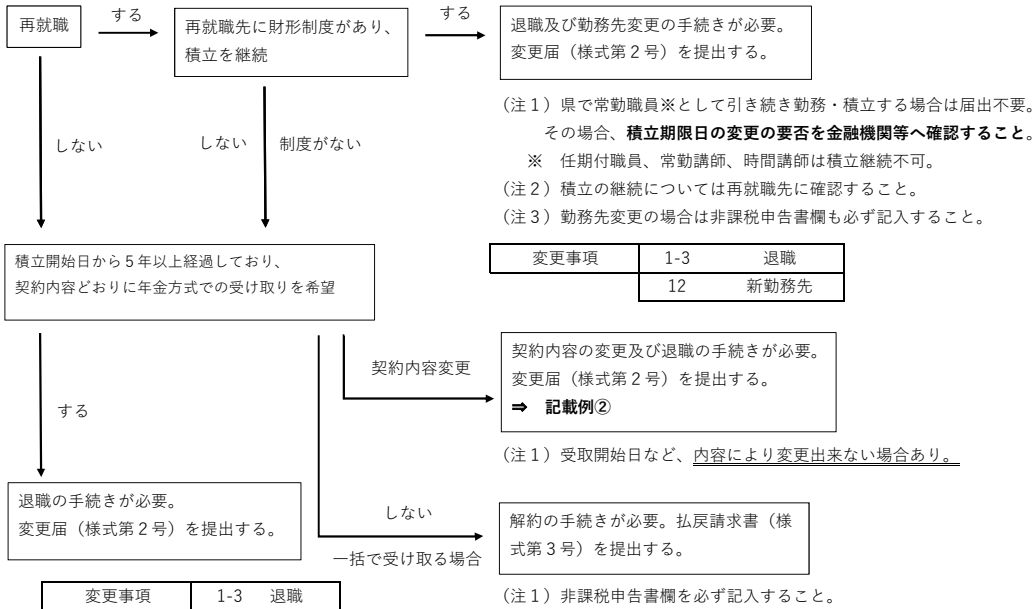 再就職
する
再就職先に財形制度があり、
積立を継続
する
退職及び勤務先変更の手続きが必要。
変更届（様式第２号）を提出する。
（注１）県で常勤職員※として引き続き勤務・積立する場合は届出不要。
その場合、積立期限日の変更の要否を金融機関等へ確認すること。
※　任期付職員、常勤講師、時間講師は積立継続不可。
（注２）積立の継続については再就職先に確認すること。
（注３）勤務先変更の場合は非課税申告書欄も必ず記入すること。
しない
しない
制度がない
変更事項 1-3 退職
12 新勤務先
積立開始日から５年以上経過しており、
契約内容どおりに年金方式での受け取りを希望
契約内容変更
契約内容の変更及び退職の手続きが必要。
変更届（様式第２号）を提出する。
⇒　記載例②
（注１）受取開始日など、内容により変更出来ない場合あり。
する
退職の手続きが必要。
変更届（様式第２号）を提出する。
変更事項 1-3 退職
しない
一括で受け取る場合
解約の手続きが必要。払戻請求書（様
式第３号）を提出する。
（注１）非課税申告書欄を必ず記入すること。